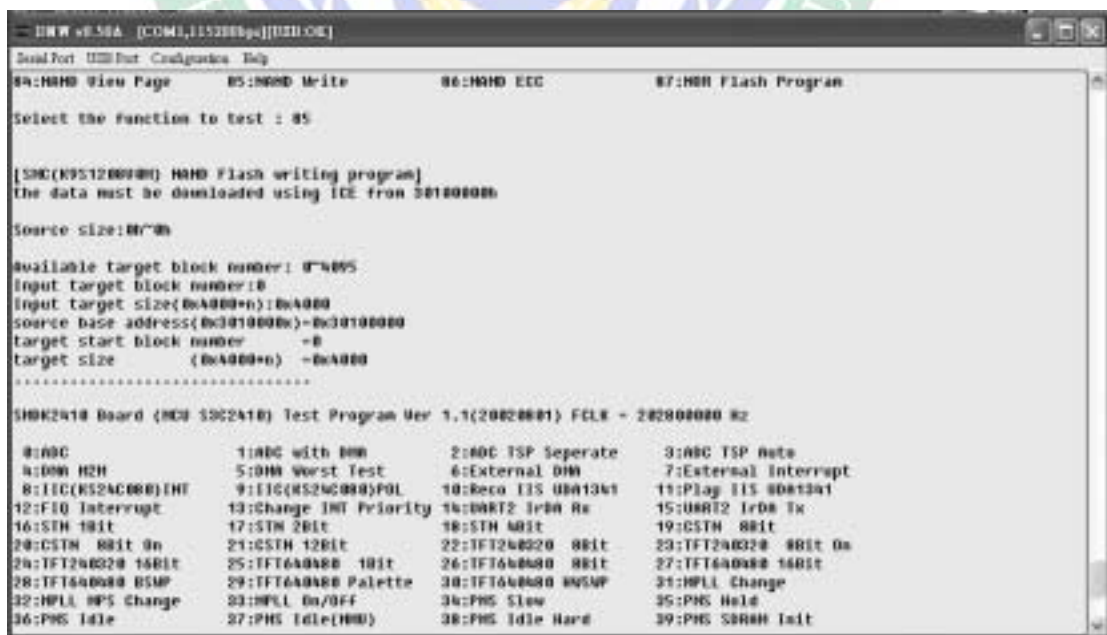 DNW v0.50A [COM1,115200bps][USB:OK]
Serial Port USB Port Configuration Help
84:NAND View Page 85:NAND Write 86:NAND ECC 87:NOR Flash Program
Select the function to test : 85
[SMC(K9S1208V0M) NAND Flash writing program]
The data must be downloaded using ICE from 30100000h
Source size:0h~0h
Available target block number: 0~4095
Input target block number:0
Input target size(0x4000*n):0x4000
source base address(0x3010000x)=0x30100000
target start block number =0
target size (0x4000*n) =0x4000
SMDK2410 Board (MCU S3C2410) Test Program Ver 1.1(20020801) FCLK = 202800000 Hz
0:ADC 1:ADC with DMA 2:ADC TSP Seperate 3:ADC TSP Auto
4:DMA M2M 5:DMA Worst Test 6:External DMA 7:External Interrupt
8:IIC(KS24C080)INT 9:IIC(KS24C080)POL 10:Reco IIS UDA1341 11:Play IIS UDA1341
12:FIQ Interrupt 13:Change INT Priority 14:UART2 IrDA Rx 15:UART2 IrDA Tx
16:STN 1Bit 17:STN 2Bit 18:STN 4Bit 19:CSTN 8Bit
20:CSTN 8Bit On 21:CSTN 12Bit 22:TFT240320 8Bit 23:TFT240320 8Bit On
24:TFT240320 16Bit 25:TFT640480 1Bit 26:TFT640480 8Bit 27:TFT640480 16Bit
28:TFT640480 BSWP 29:TFT640480 Palette 30:TFT640480 HWSWP 31:MPLL Change
32:MPLL MPS Change 33:MPLL On/Off 34:PMS Slow 35:PMS Hold
36:PMS Idle 37:PMS Idle(MMU) 38:PMS Idle Hard 39:PMS SDRAM Init